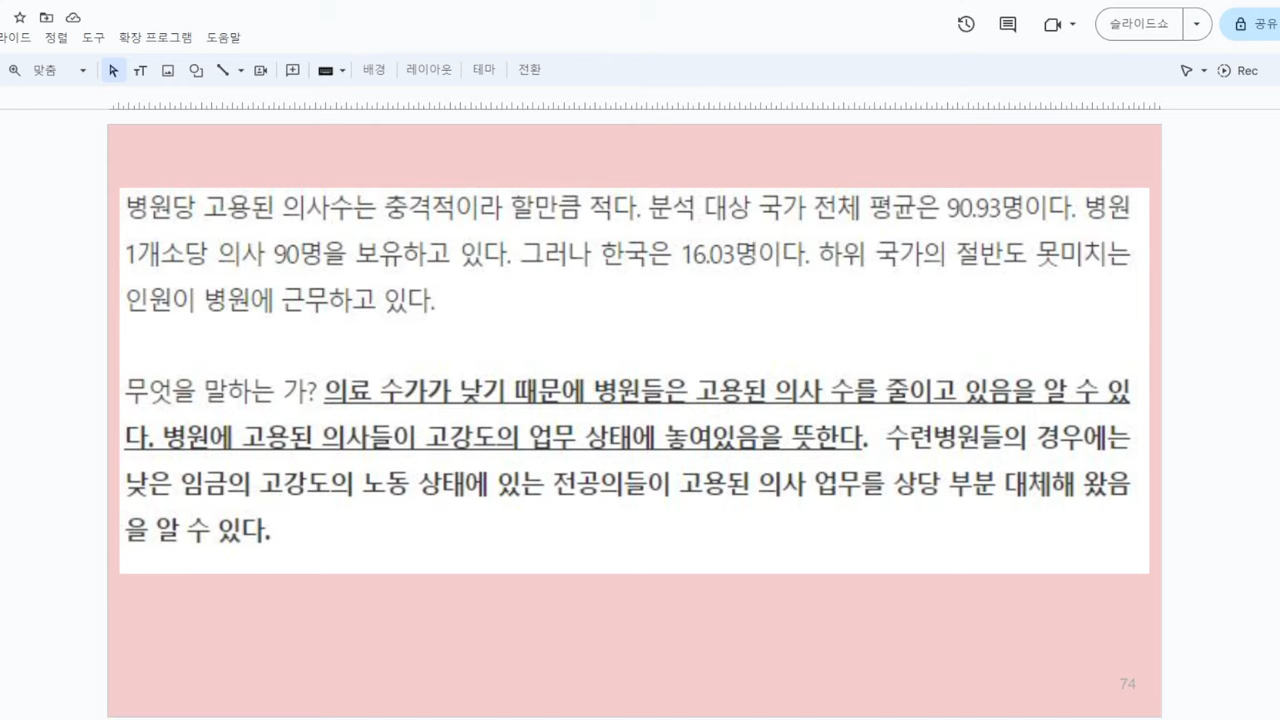 라이드 정렬 도구 확장 프로그램 도움말
슬라이드쇼
공유
맞춤
배경 레이아웃 테마 전환
Rec
병원당 고용된 의사수는 충격적이라 할만큼 적다. 분석 대상 국가 전체 평균은 90.93명이다. 병원
1개소당 의사 90명을 보유하고 있다. 그러나 한국은 16.03명이다. 하위 국가의 절반도 못미치는
인원이 병원에 근무하고 있다.
무엇을 말하는 가? 의료 수가가 낮기 때문에 병원들은 고용된 의사 수를 줄이고 있음을 알 수 있
다. 병원에 고용된 의사들이 고강도의 업무 상태에 놓여있음을 뜻한다. 수련병원들의 경우에는
낮은 임금의 고강도의 노동 상태에 있는 전공의들이 고용된 의사 업무를 상당 부분 대체해 왔음
을 알 수 있다.
74